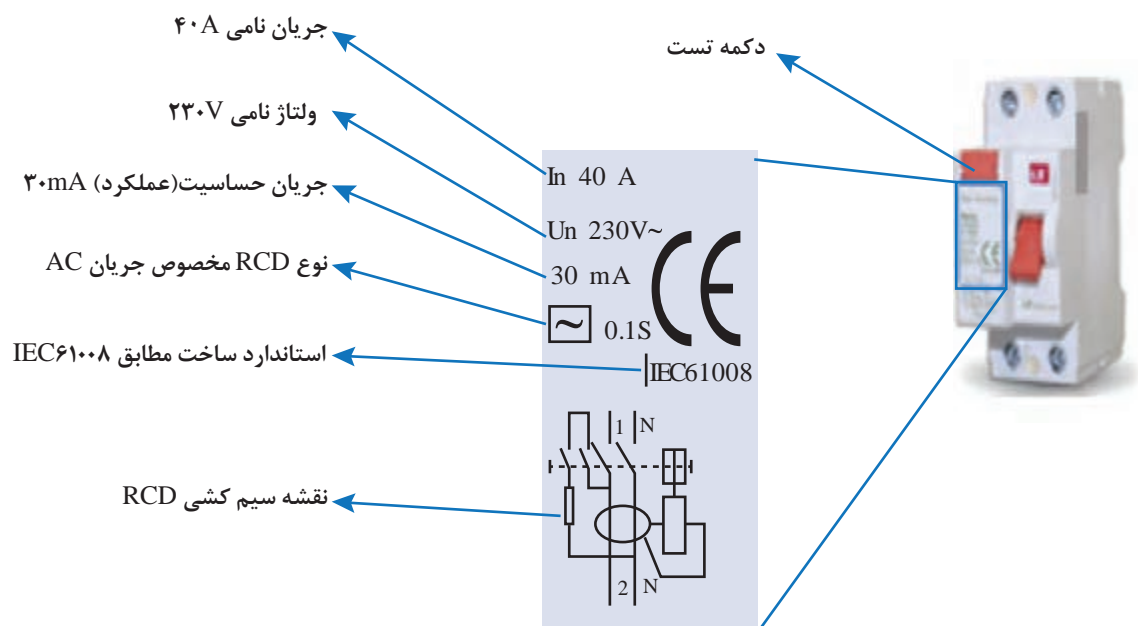 جریان نامی ۴۰A
دکمه تست
ولتاژ نامی ۲۳۰V
جریان حساسیت(عملکرد) ۳۰mA
نوع RCD مخصوص جریان AC
استاندارد ساخت مطابق IEC۶۱۰۰۸
نقشه سیم کشی RCD
In 40 A
Un 230V~
30 mA
CE
~ 0.1S
IEC61008
1 N
2 N